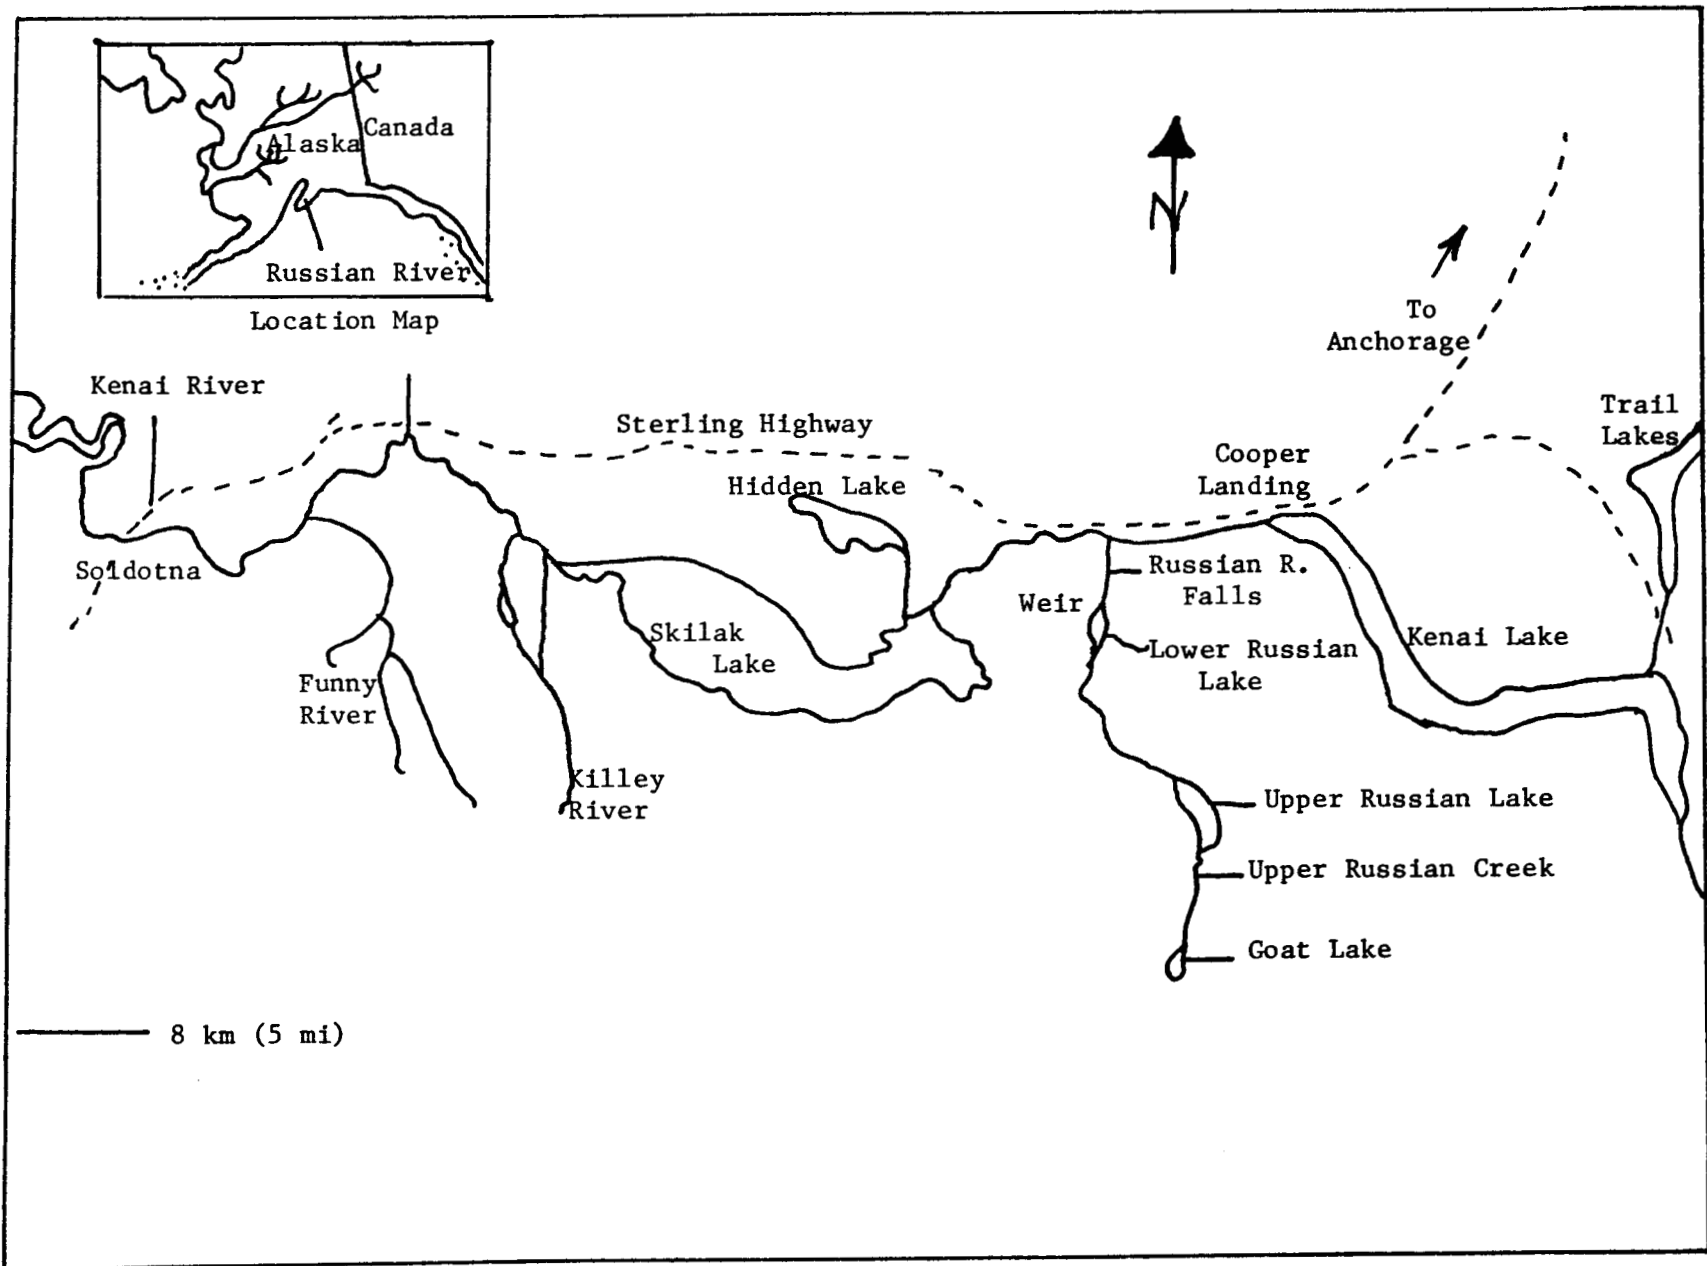 Canada
Alaska
Russian River
Location Map
N
To
Anchorage
Kenai River
Sterling Highway
Trail
Lakes
Cooper
Landing
Hidden Lake
Soldotna
Russian R.
Falls
Weir
Skilak
Lake
Kenai Lake
Lower Russian
Lake
Funny
River
Killey
River
Upper Russian Lake
Upper Russian Creek
Goat Lake
8 km (5 mi)